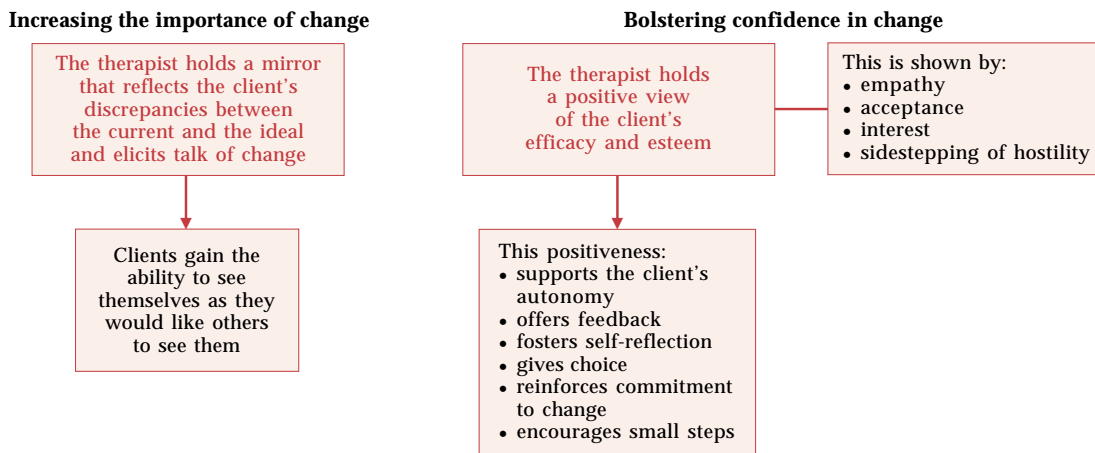 Increasing the importance of change
The therapist holds a mirror
that reflects the client's
discrepancies between
the current and the ideal
and elicits talk of change
Clients gain the
ability to see
themselves as they
would like others
to see them
Bolstering confidence in change
The therapist holds
a positive view
of the client's
efficacy and esteem
This is shown by:
• empathy
• acceptance
• interest
• sidestepping of hostility
This positiveness:
• supports the client's
autonomy
• offers feedback
• fosters self-reflection
• gives choice
• reinforces commitment
to change
• encourages small steps